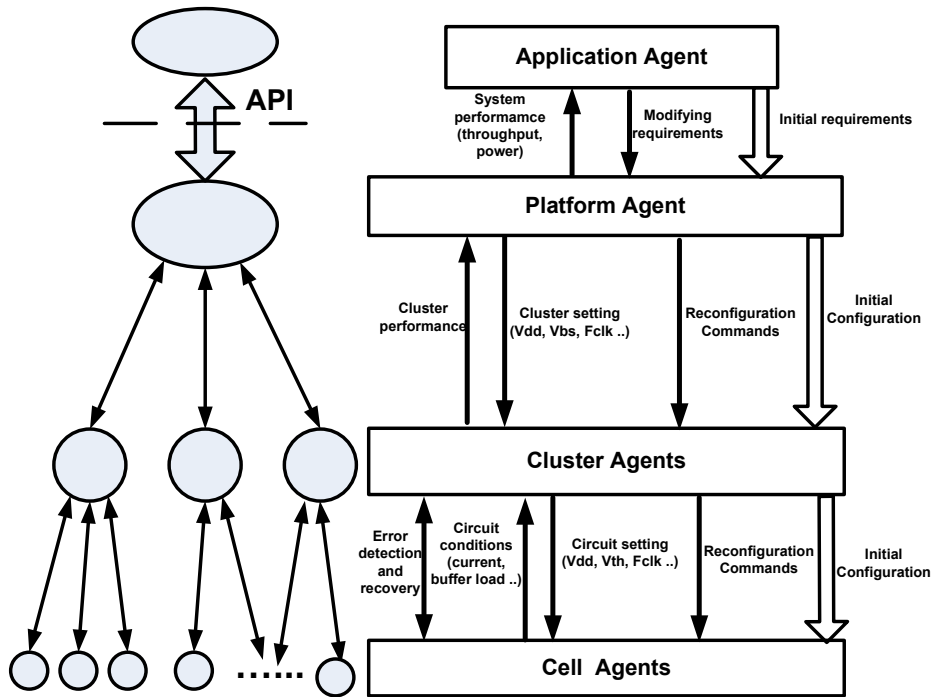 API
Application Agent
System
performamce
(throughput,
power)
Modifying
requirements
Initial requirements
Platform Agent
Cluster
performance
Cluster setting
(Vdd, Vbs, Fclk ..)
Reconfiguration
Commands
Initial
Configuration
Cluster Agents
Error
detection
and
recovery
Circuit
conditions
(current,
buffer load ..)
Circuit setting
(Vdd, Vth, Fclk ..)
Reconfiguration
Commands
Initial
Configuration
.......
Cell Agents